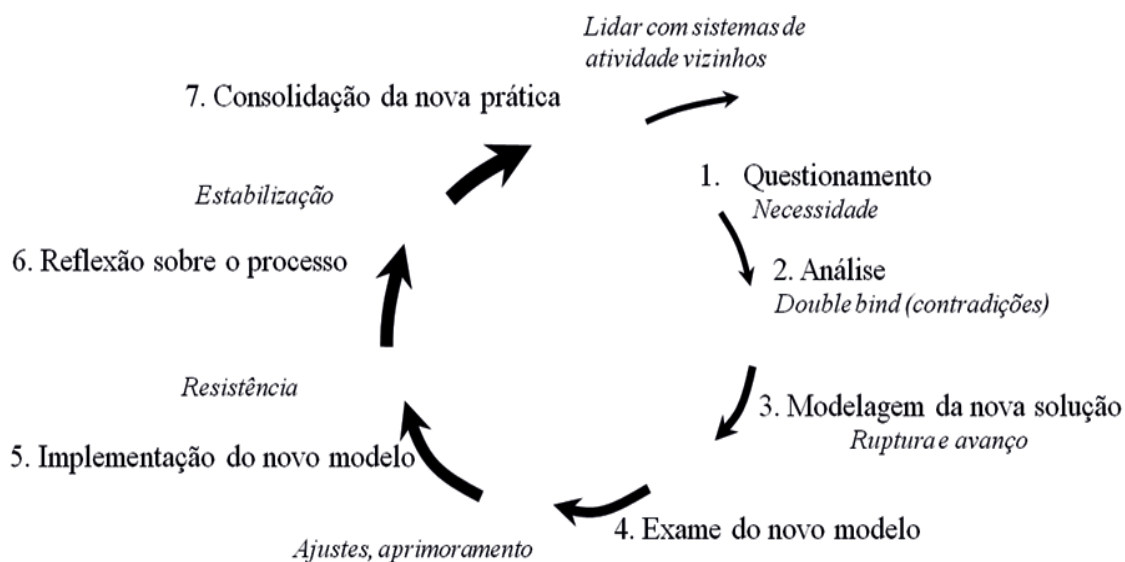 Lidar com sistemas de
atividade vizinhos
7. Consolidação da nova prática
1. Questionamento
Necessidade
Estabilização
6. Reflexão sobre o processo
2. Análise
Double bind (contradições)
Resistência
3. Modelagem da nova solução
Ruptura e avanço
5. Implementação do novo modelo
4. Exame do novo modelo
Ajustes, aprimoramento